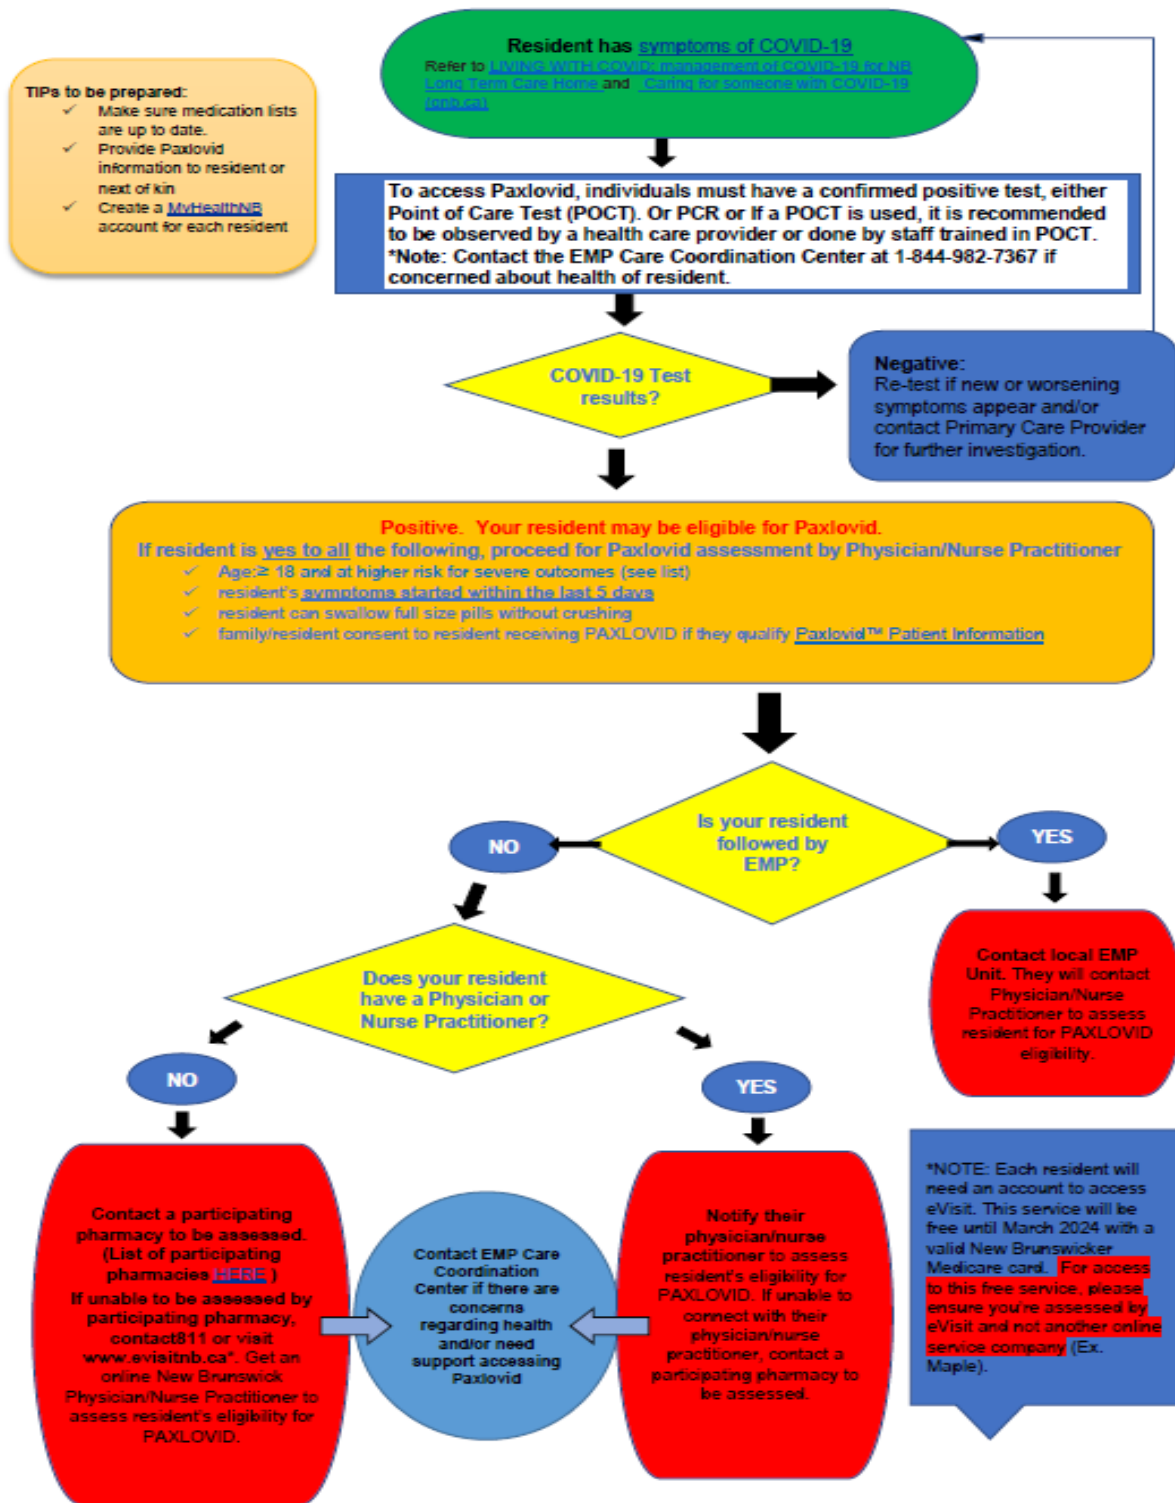 Resident has symptoms of COVID-19
Refer to LIVING WITH COVID: management of COVID-19 for NB
Long Term Care Home and Caring for someone with COVID-19
(gnb.ca)
TIPs to be prepared:
✓ Make sure medication lists
are up to date.
✓ Provide Paxlovid
information to resident or
next of kin
✓ Create a MyHealthNB
account for each resident
To access Paxlovid, individuals must have a confirmed positive test, either
Point of Care Test (POCT). Or PCR or If a POCT is used, it is recommended
to be observed by a health care provider or done by staff trained in POCT.
*Note: Contact the EMP Care Coordination Center at 1-844-982-7367 if
concerned about health of resident.
COVID-19 Test
results?
Negative:
Re-test if new or worsening
symptoms appear and/or
contact Primary Care Provider
for further investigation.
Positive. Your resident may be eligible for Paxlovid.
If resident is yes to all the following, proceed for Paxlovid assessment by Physician/Nurse Practitioner
✓ Age:≥ 18 and at higher risk for severe outcomes (see list)
✓ resident's symptoms started within the last 5 days
✓ resident can swallow full size pills without crushing
✓ family/resident consent to resident receiving PAXLOVID if they qualify Paxlovid™ Patient Information
Is your resident
followed by
EMP?
NO
YES
Contact local EMP
Unit. They will contact
Physician/Nurse
Practitioner to assess
resident for PAXLOVID
eligibility.
Does your resident
have a Physician or
Nurse Practitioner?
NO
YES
Contact a participating
pharmacy to be assessed.
(List of participating
pharmacies HERE )
If unable to be assessed by
participating pharmacy,
contact811 or visit
www.evisitnb.ca*. Get an
online New Brunswick
Physician/Nurse Practitioner to
assess resident's eligibility for
PAXLOVID.
Contact EMP Care
Coordination
Center if there are
concerns
regarding health
and/or need
support accessing
Paxlovid
Notify their
physician/nurse
practitioner to assess
resident's eligibility for
PAXLOVID. If unable to
connect with their
physician/nurse
practitioner, contact a
participating pharmacy to
be assessed.
*NOTE: Each resident will
need an account to access
eVisit. This service will be
free until March 2024 with a
valid New Brunswicker
Medicare card. For access
to this free service, please
ensure you're assessed by
eVisit and not another online
service company (Ex.
Maple).